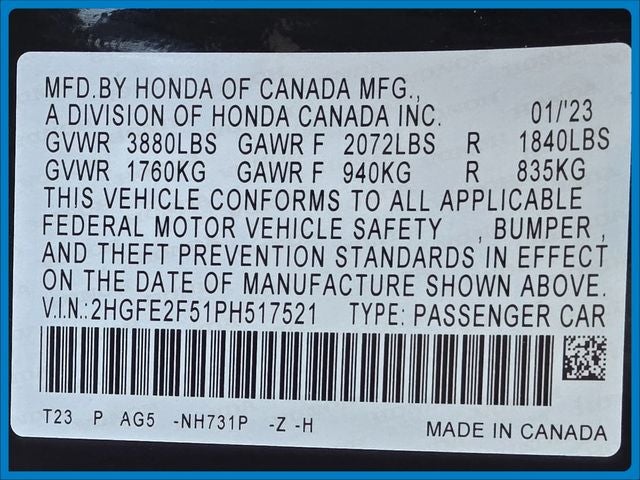 MFD.BY HONDA OF CANADA MFG.,
A DIVISION OF HONDA CANADA INC. 01/'23
GVWR 3880LBS GAWR F 2072LBS R 1840LBS
GVWR 1760KG GAWR F 940KG R 835KG
THIS VEHICLE CONFORMS TO ALL APPLICABLE
FEDERAL MOTOR VEHICLE SAFETY , BUMPER ,
AND THEFT PREVENTION STANDARDS IN EFFECT
ON THE DATE OF MANUFACTURE SHOWN ABOVE.
V.I.N.:2HGFE2F51PH517521 TYPE: PASSENGER CAR
T23 P AG5 -NH731P -Z -H
MADE IN CANADA